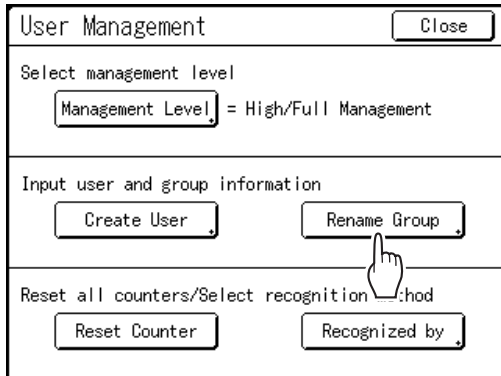 User Management Close
Select management level
Management Level = High/Full Management
Input user and group information
Create User Rename Group
Reset all counters/Select recognition
Reset Counter Recognized by